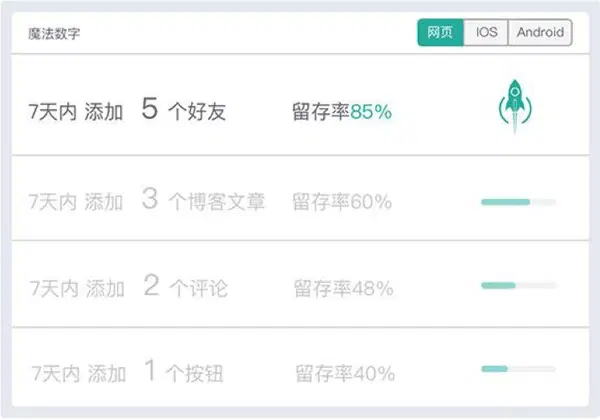 魔法数字 网页 IOS Android
7天内 添加 5 个好友 留存率85%
7天内 添加 3 个博客文章 留存率60%
7天内 添加 2 个评论 留存率48%
7天内 添加 1 个按钮 留存率40%